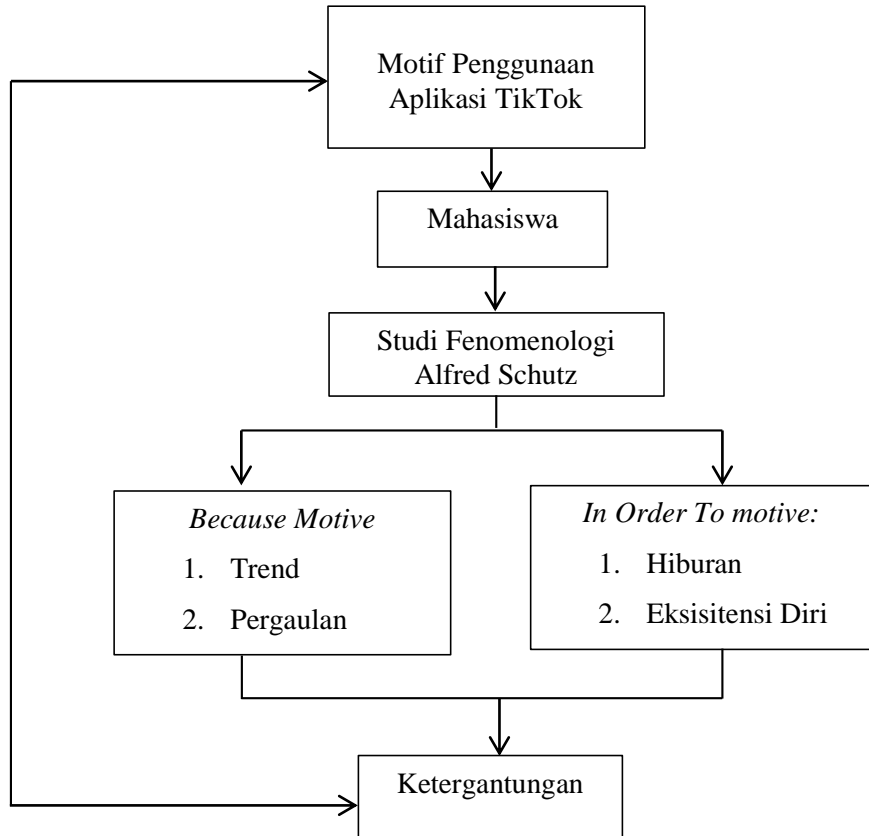 Motif Penggunaan
Aplikasi TikTok
Mahasiswa
Studi Fenomenologi
Alfred Schutz
Because Motive
1. Trend
2. Pergaulan
In Order To motive:
1. Hiburan
2. Eksisitensi Diri
Ketergantungan